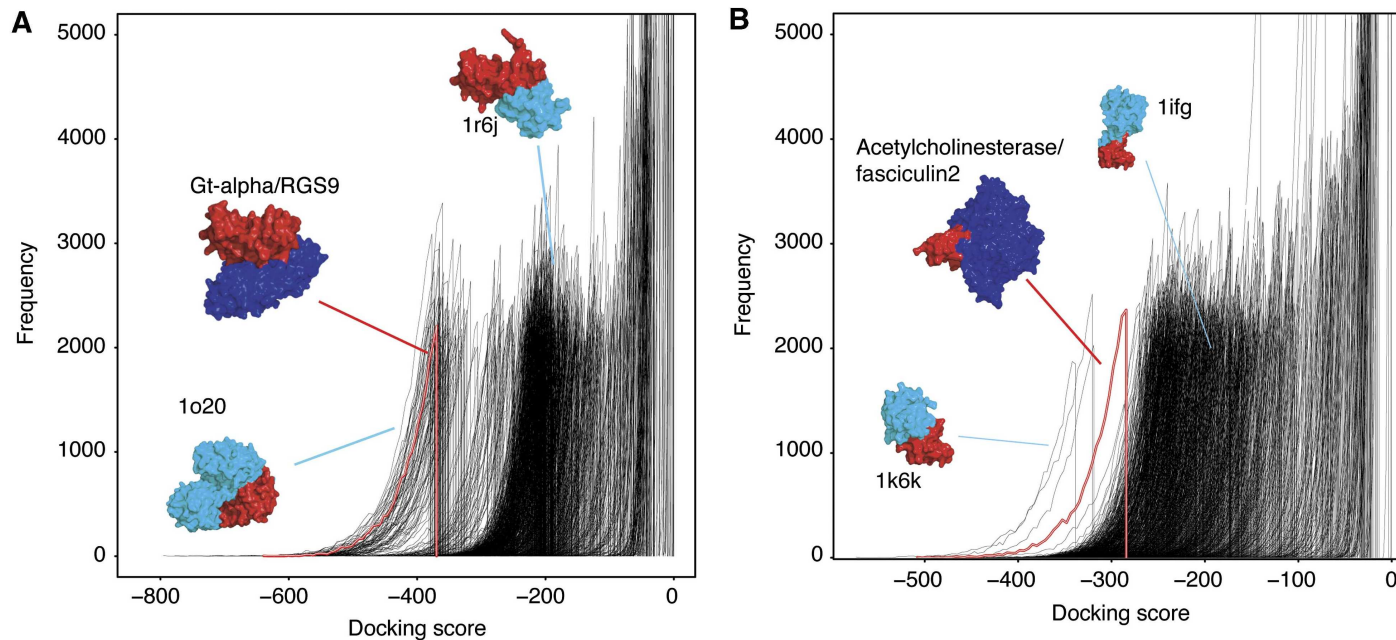 A
5000
4000
3000
2000
1000
0
Frequency
1r6j
Gt-alpha/RGS9
1o20
−800
−600
−400
−200
0
Docking score
B
5000
4000
3000
2000
1000
0
Frequency
1ifg
Acetylcholinesterase/
fasciculin2
1k6k
−500
−400
−300
−200
−100
0
Docking score